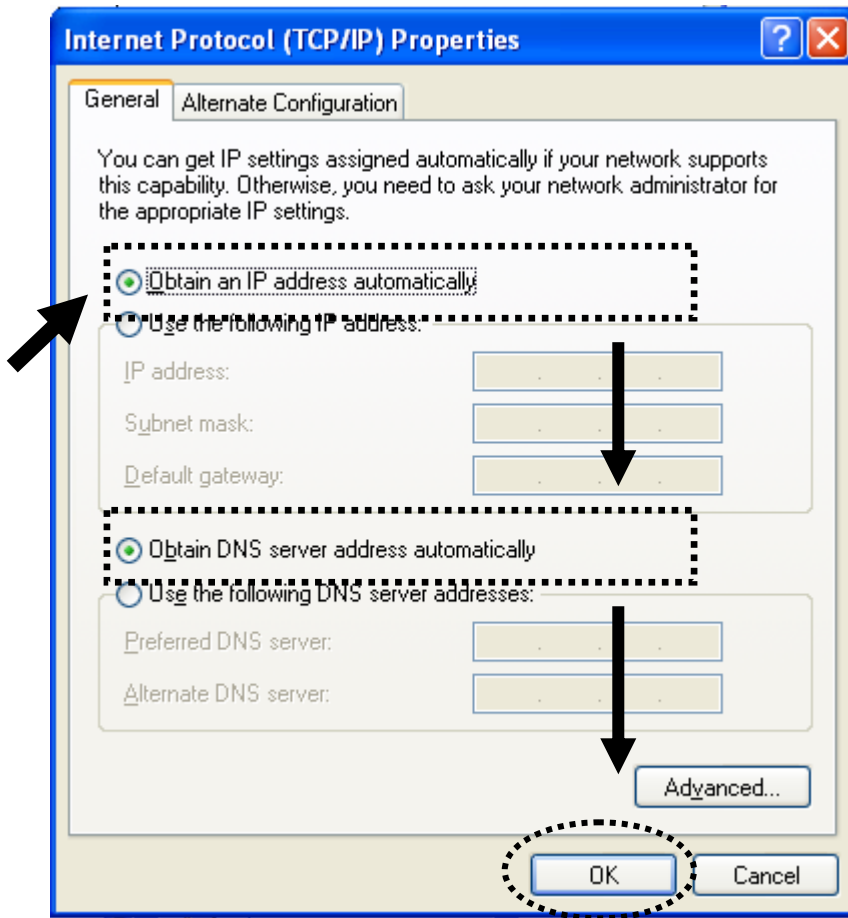 Internet Protocol (TCP/IP) Properties
General
Alternate Configuration
You can get IP settings assigned automatically if your network supports
this capability. Otherwise, you need to ask your network administrator for
the appropriate IP settings.
Obtain an IP address automatically
Use the following IP address:
IP address:
Subnet mask:
Default gateway:
Obtain DNS server address automatically
Use the following DNS server addresses:
Preferred DNS server:
Alternate DNS server:
Advanced...
OK
Cancel